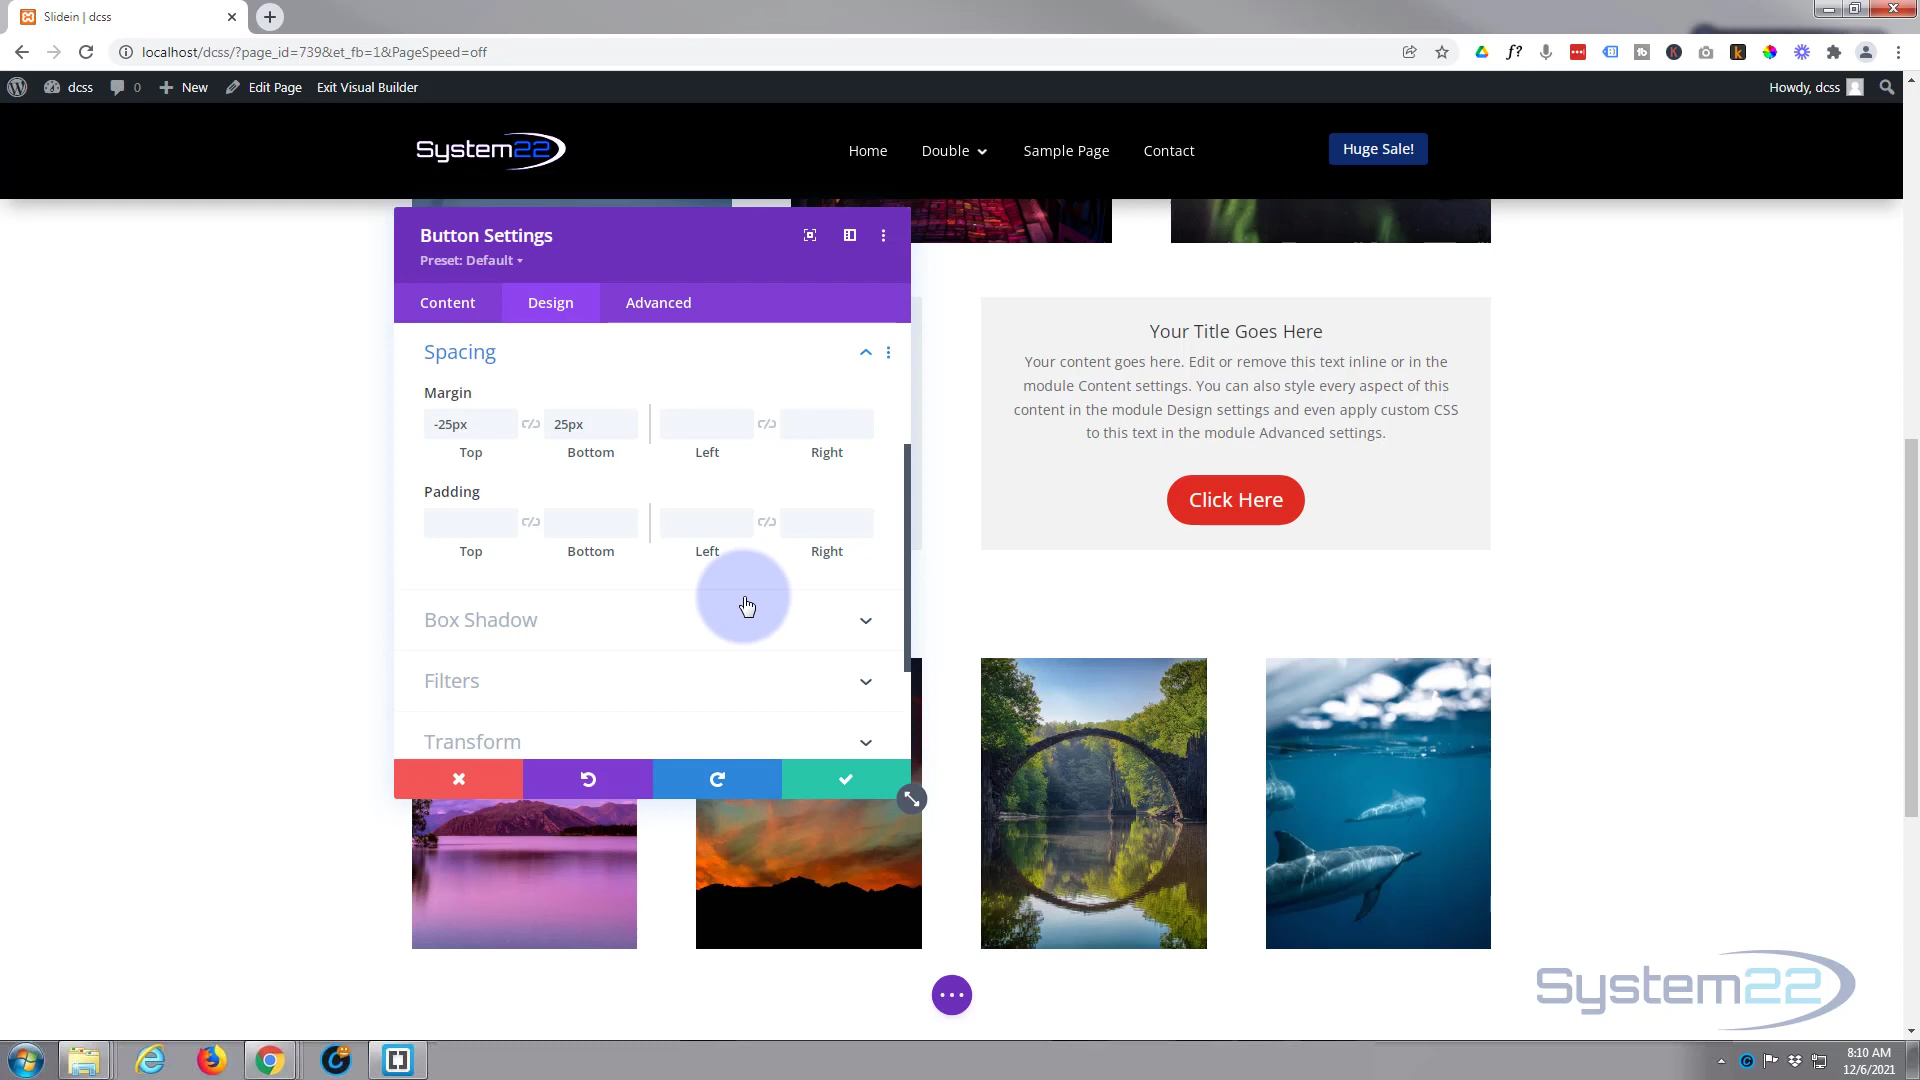 Slidein | dcss
localhost/dcss/?page_id=739&et_fb=1&PageSpeed=off
dcss
0
New
Edit Page
Exit Visual Builder
Howdy, dcss
System22
Home
Double
Sample Page
Contact
Huge Sale!
Button Settings
Preset: Default
Content
Design
Advanced
Spacing
Margin
-25px
25px
Top
Bottom
Left
Right
Padding
Top
Bottom
Left
Right
Box Shadow
Filters
Transform
Your Title Goes Here
Your content goes here. Edit or remove this text inline or in the
module Content settings. You can also style every aspect of this
content in the module Design settings and even apply custom CSS
to this text in the module Advanced settings.
Click Here
System22
8:10 AM
12/6/2021